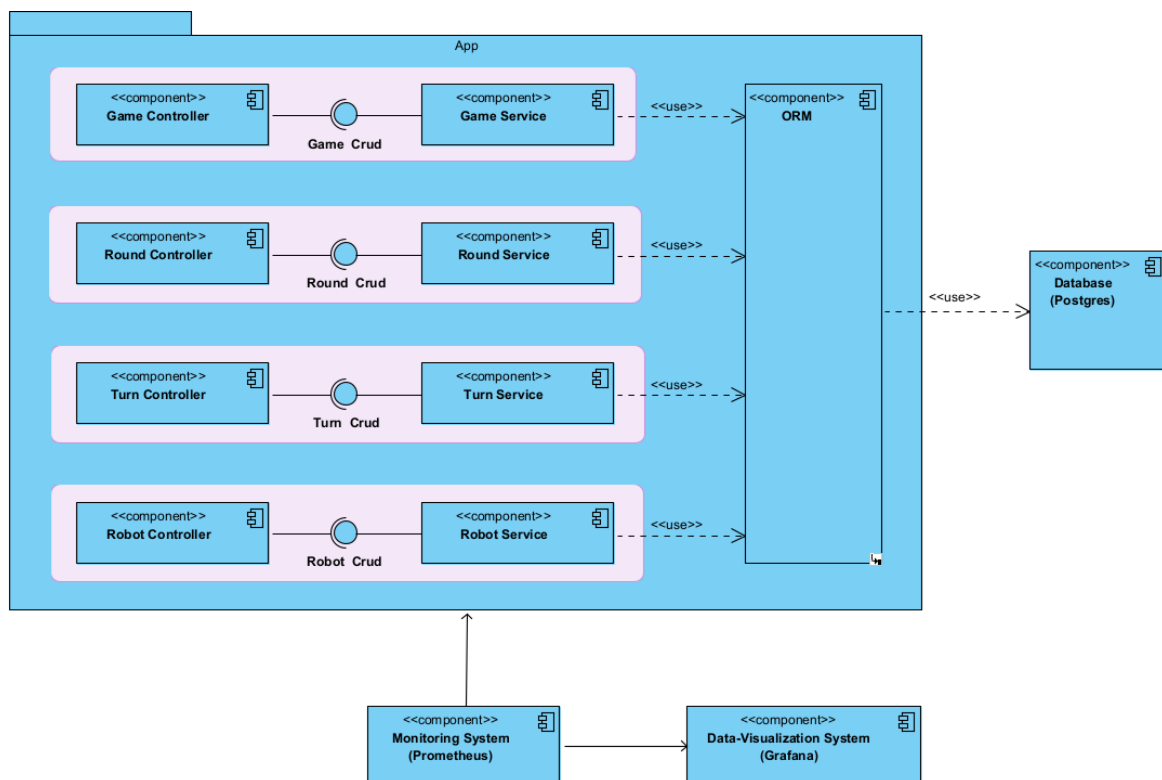 App
<<component>>
Game Controller
Game Crud
<<component>>
Game Service
<<use>>
<<component>>
ORM
<<component>>
Round Controller
Round Crud
<<component>>
Round Service
<<use>>
<<component>>
Turn Controller
Turn Crud
<<component>>
Turn Service
<<use>>
<<component>>
Robot Controller
Robot Crud
<<component>>
Robot Service
<<use>>
<<use>>
<<component>>
Database
(Postgres)
<<component>>
Monitoring System
(Prometheus)
<<component>>
Data-Visualization System
(Grafana)